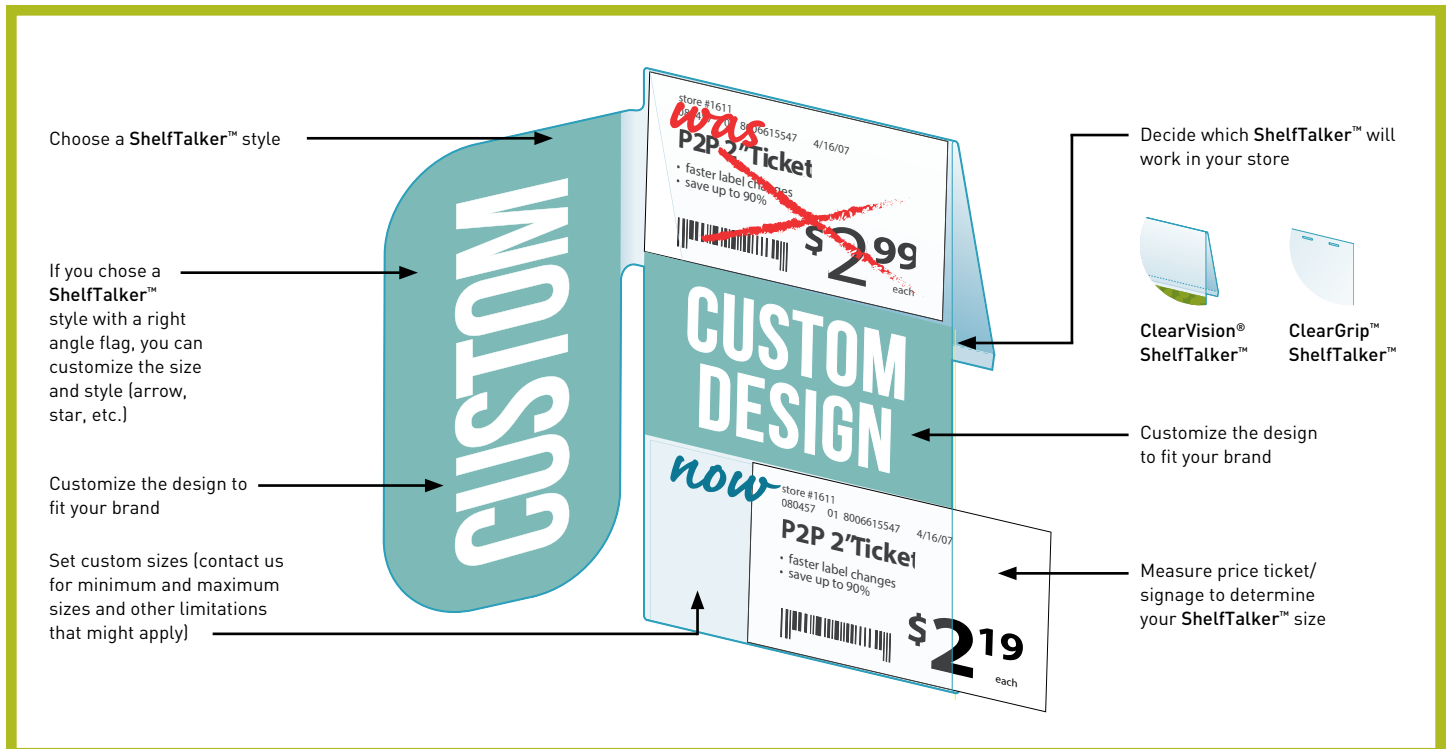 Choose a ShelfTalker™ style
If you chose a
ShelfTalker™
style with a right
angle flag, you can
customize the size
and style (arrow,
star, etc.)
Customize the design to
fit your brand
Set custom sizes (contact us
for minimum and maximum
sizes and other limitations
that might apply)
CUSTOM
store #1611
080457 01 8006615547 4/16/07
was
P2P 2"Ticket
• faster label changes
• save up to 90%
$2 99
each
CUSTOM
DESIGN
now
store #1611
080457 01 8006615547 4/16/07
P2P 2'Ticket
• faster label changes
• save up to 90%
$2 19
each
Decide which ShelfTalker™ will
work in your store
ClearVision®
ShelfTalker™
ClearGrip™
ShelfTalker™
Customize the design
to fit your brand
Measure price ticket/
signage to determine
your ShelfTalker™ size